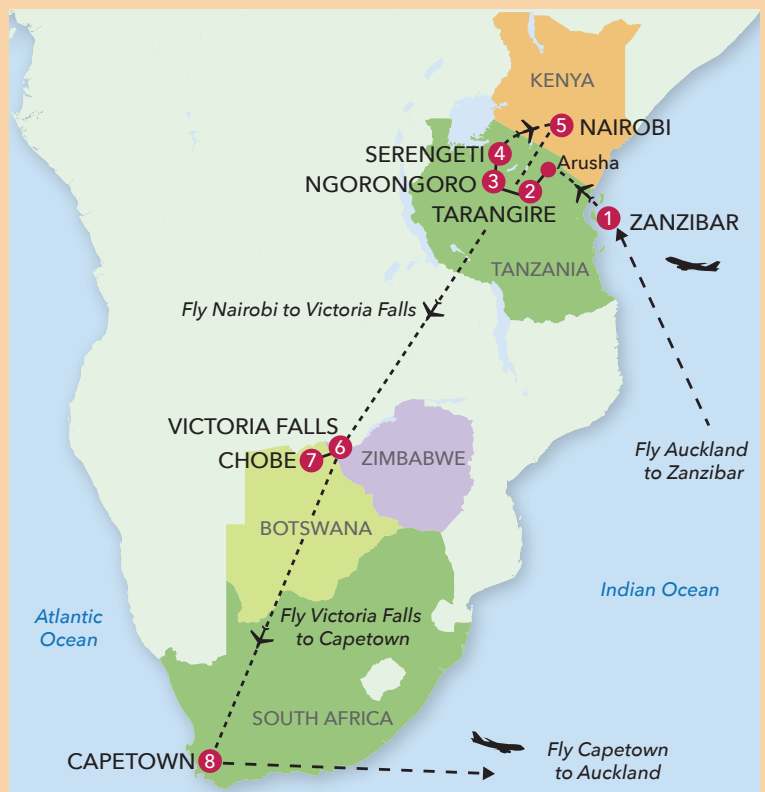 KENYA
5 NAIROBI
SERENGETI 4
Arusha
NGORONGORO 3
2
TARANGIRE
1 ZANZIBAR
TANZANIA
Fly Nairobi to Victoria Falls
VICTORIA FALLS 6
CHOBE 7
ZIMBABWE
Fly Auckland
to Zanzibar
BOTSWANA
Indian Ocean
Atlantic
Ocean
Fly Victoria Falls
to Capetown
SOUTH AFRICA
CAPETOWN 8
Fly Capetown
to Auckland